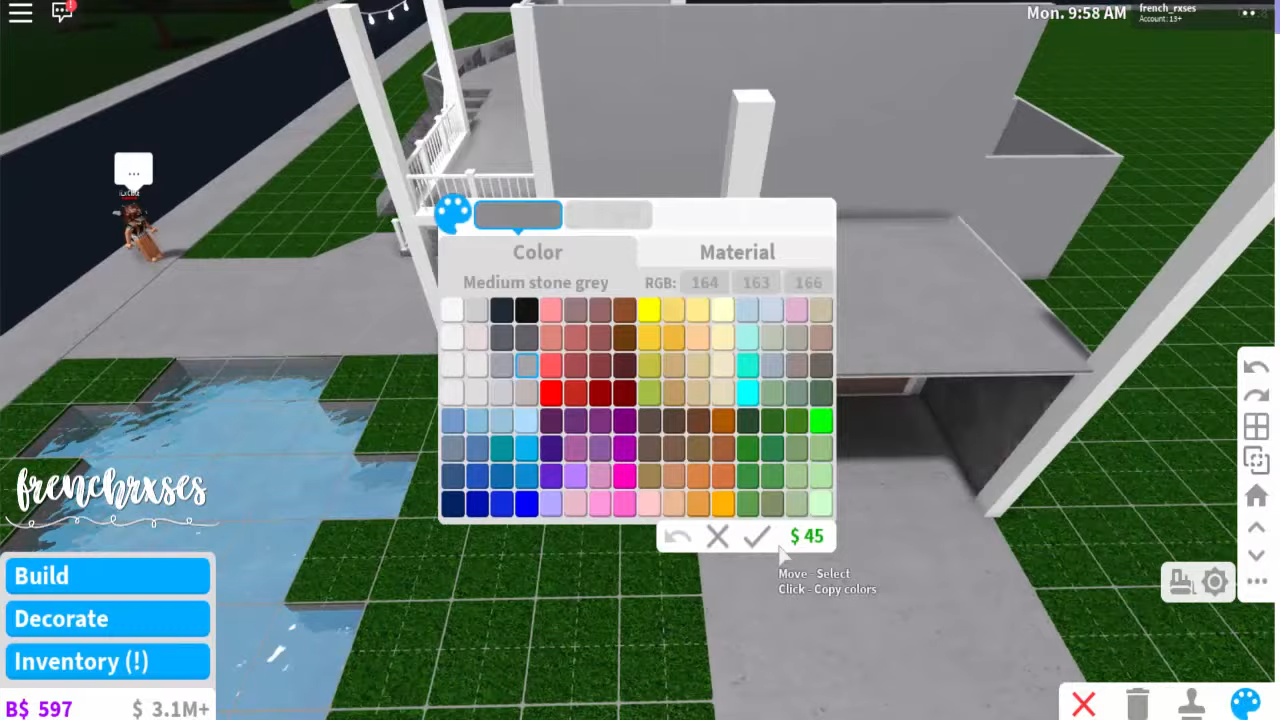 Mon. 9:58 AM
french_rxses
Account: 13+
...
Color
Material
Medium stone grey
RGB: 164 163 166
$ 45
Move - Select
Click - Copy colors
frenchrxses
Build
Decorate
Inventory (!)
B$ 597
$ 3.1M+